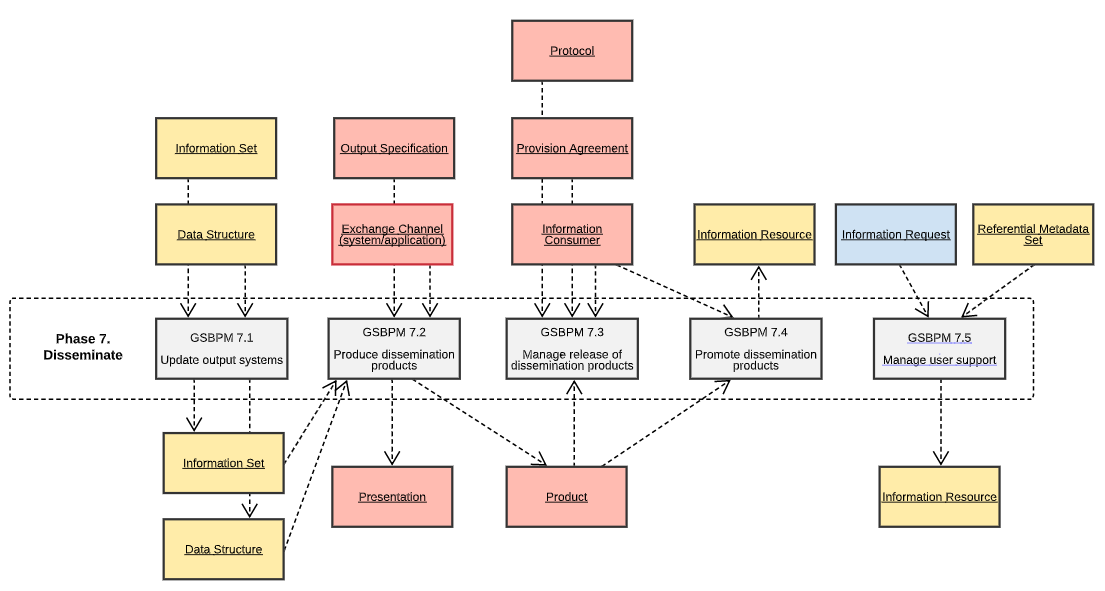 Protocol
Information Set
Output Specification
Provision Agreement
Data Structure
Exchange Channel
(system/application)
Information
Consumer
Information Resource
Information Request
Referential Metadata
Set
Phase 7.
Disseminate
GSBPM 7.1
Update output systems
GSBPM 7.2
Produce dissemination
products
GSBPM 7.3
Manage release of
dissemination products
GSBPM 7.4
Promote dissemination
products
GSBPM 7.5
Manage user support
Information Set
Presentation
Product
Information Resource
Data Structure